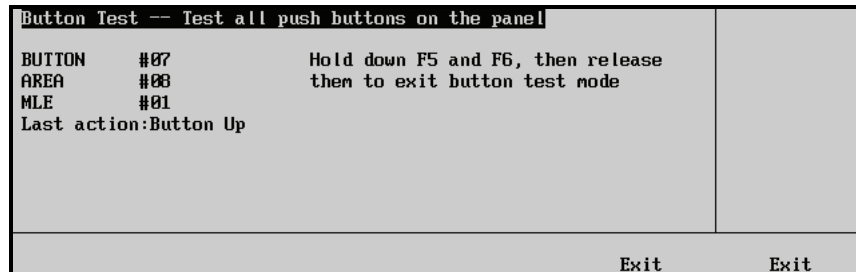 Button Test -- Test all push buttons on the panel
BUTTON #07 Hold down F5 and F6, then release
AREA #08 them to exit button test mode
MLE #01
Last action:Button Up
Exit Exit